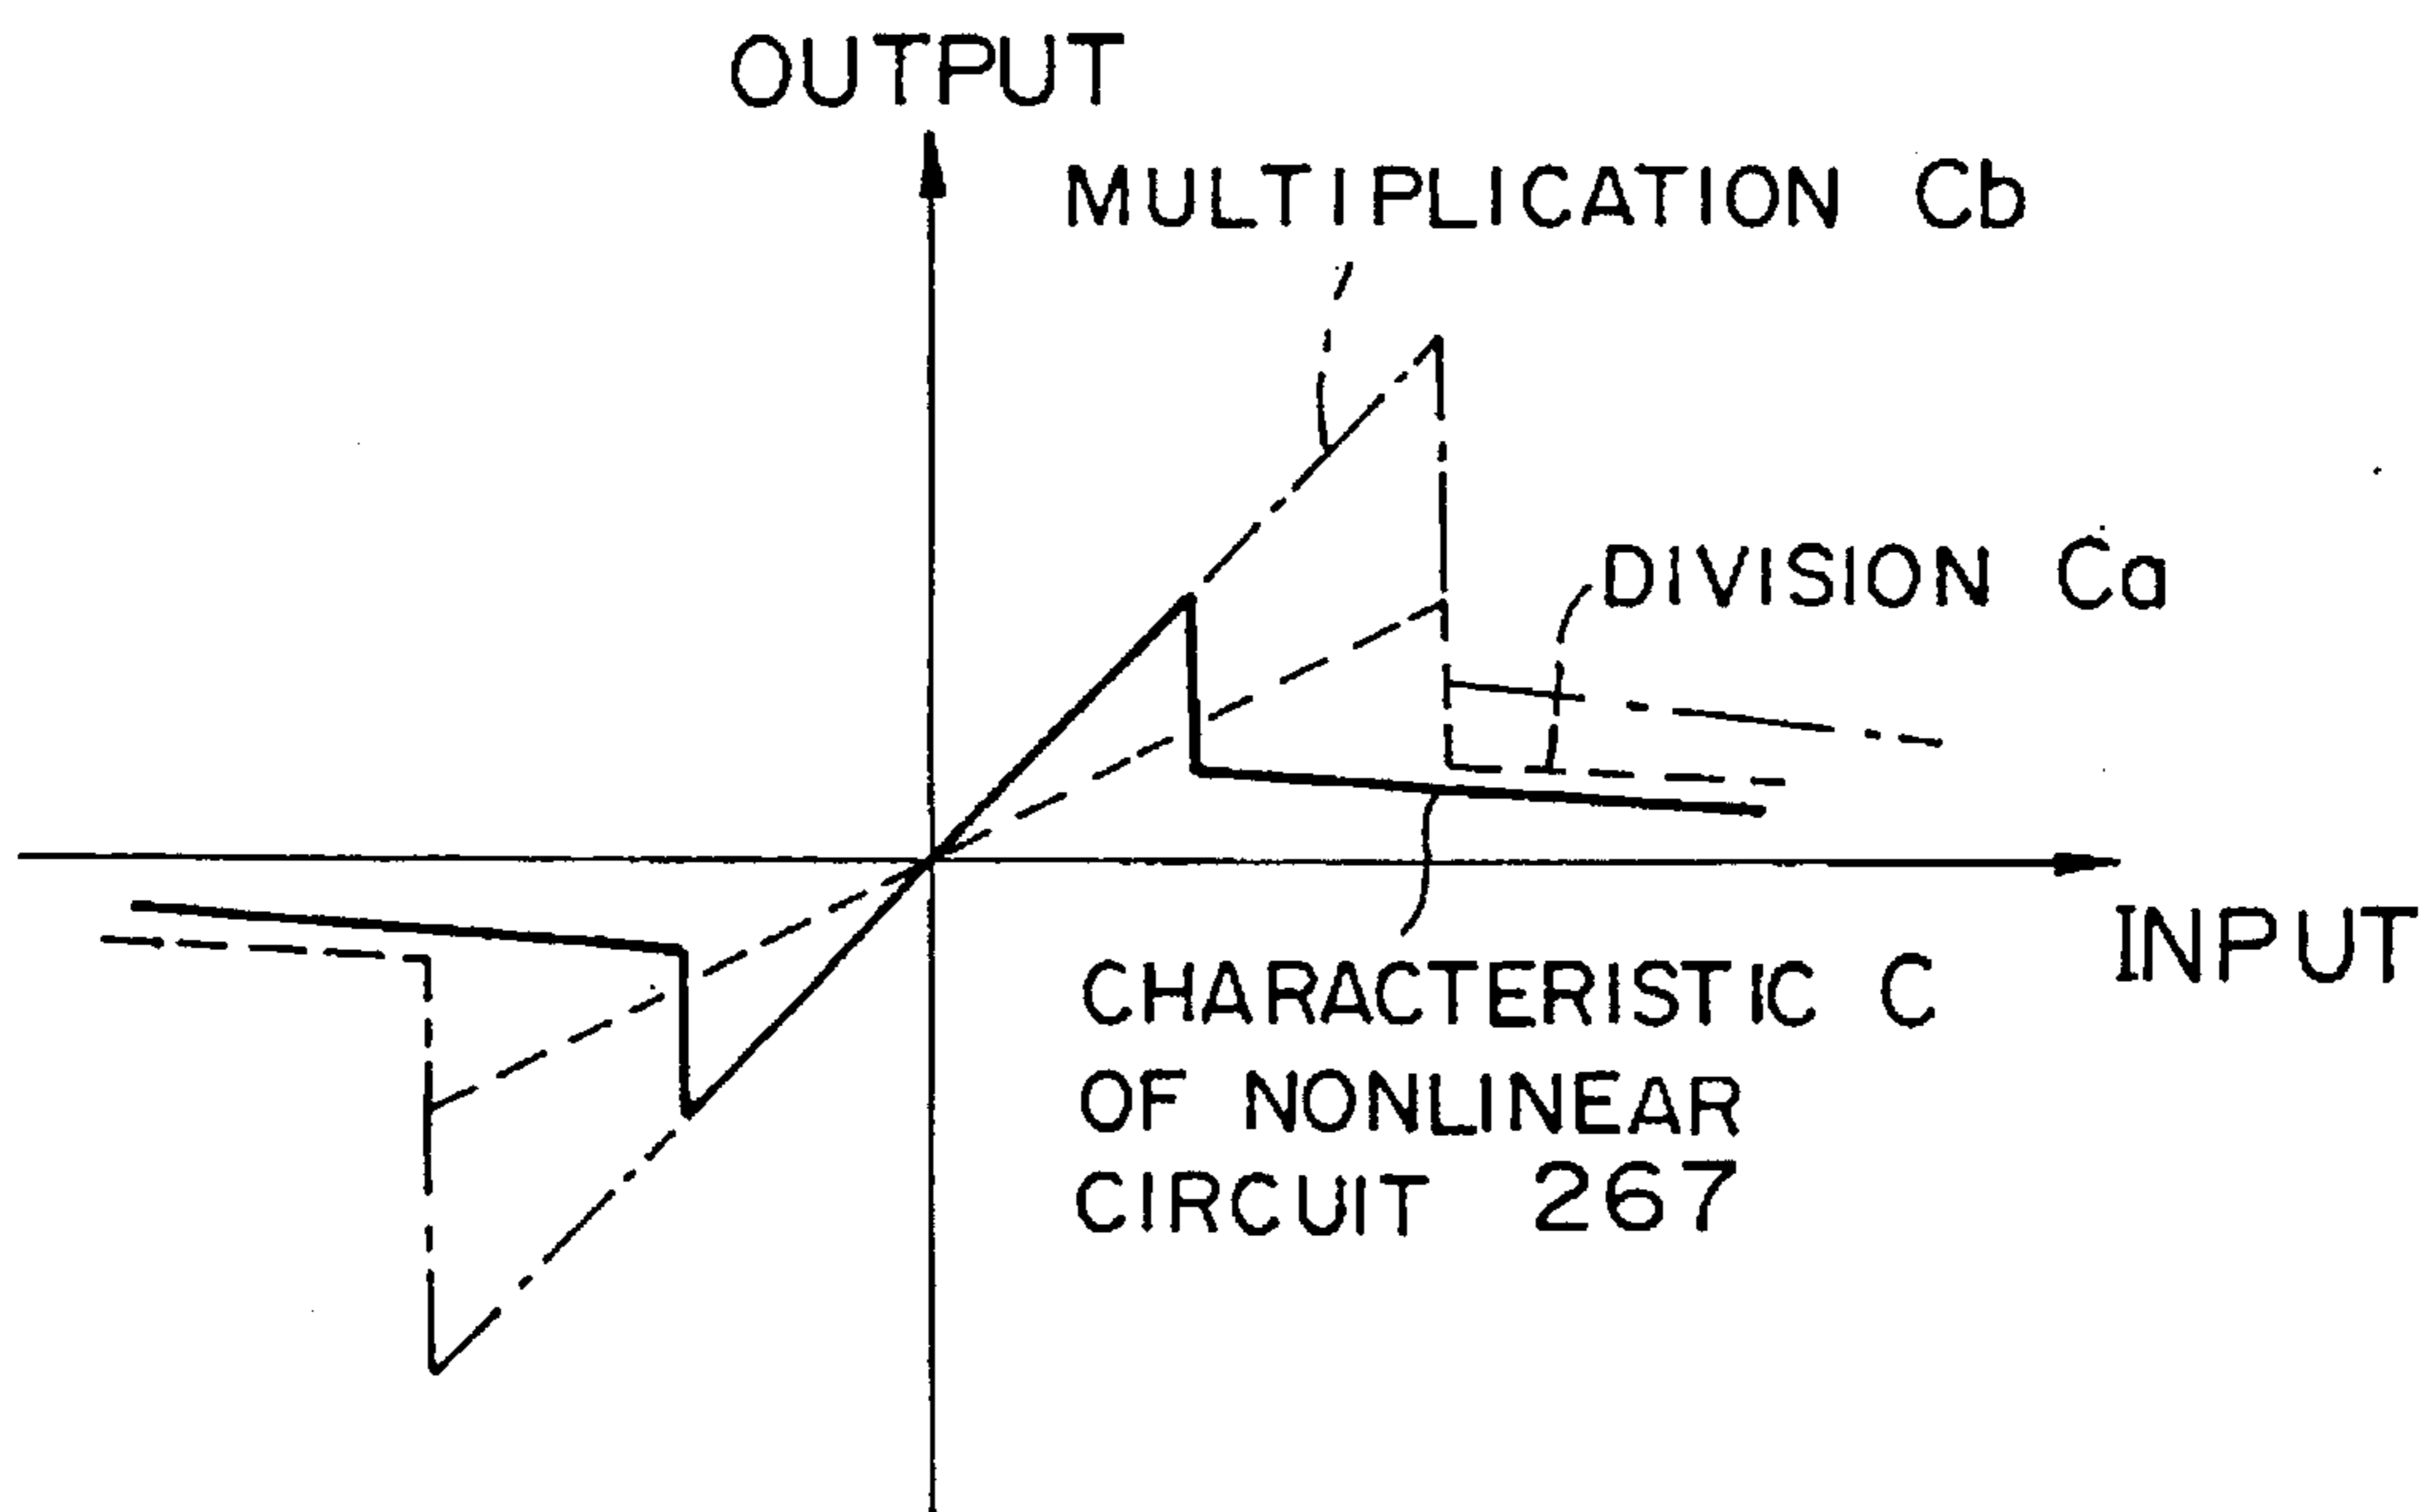 OUTPUT
MULTIPLICATION Cb
DIVISION Ca
INPUT
CHARACTERISTIC C
OF NONLINEAR
CIRCUIT 267